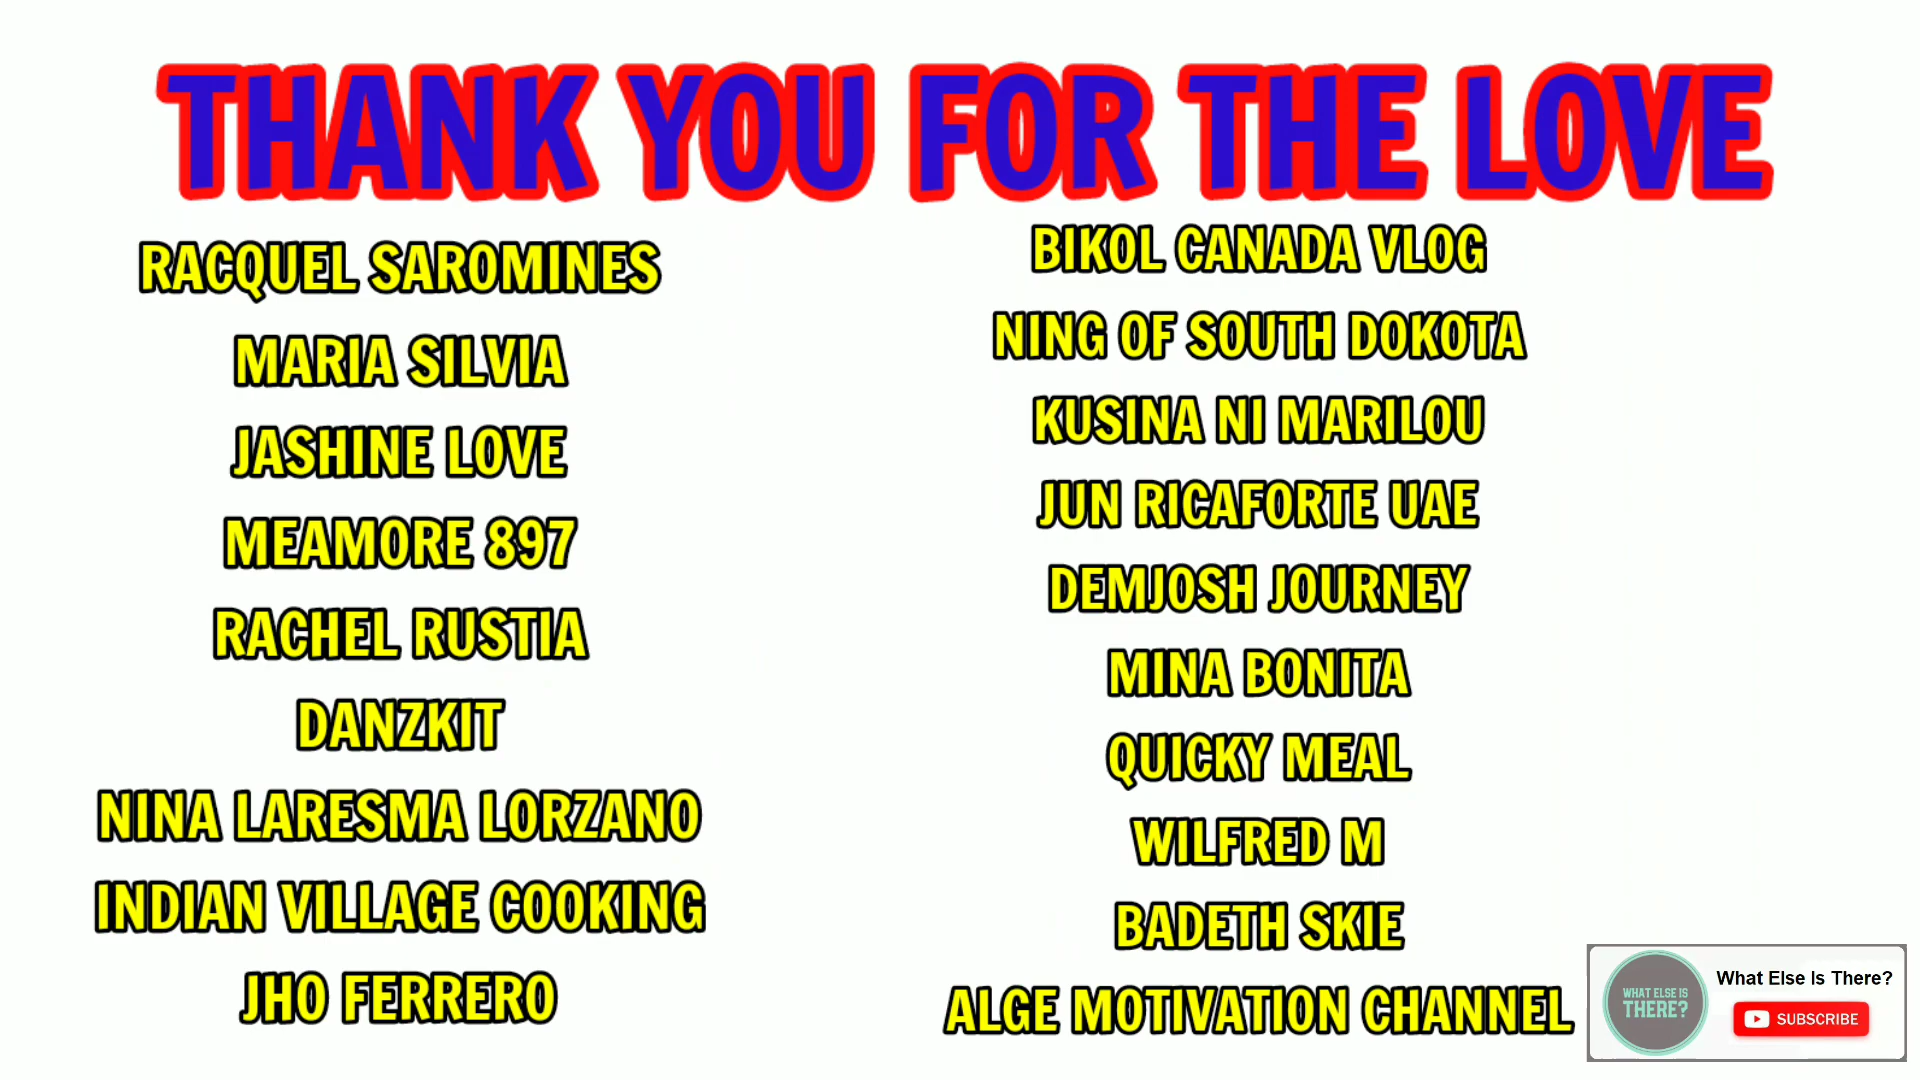 THANK YOU FOR THE LOVE
RACQUEL SAROMINES
MARIA SILVIA
JASHINE LOVE
MEAMORE 897
RACHEL RUSTIA
DANZKIT
NINA LARESMA LORZANO
INDIAN VILLAGE COOKING
JHO FERRERO
BIKOL CANADA VLOG
NING OF SOUTH DOKOTA
KUSINA NI MARILOU
JUN RICAFORTE UAE
DEMJOSH JOURNEY
MINA BONITA
QUICKY MEAL
WILFRED M
BADETH SKIE
ALGE MOTIVATION CHANNEL
WHAT ELSE IS
THERE?
What Else Is There?
SUBSCRIBE